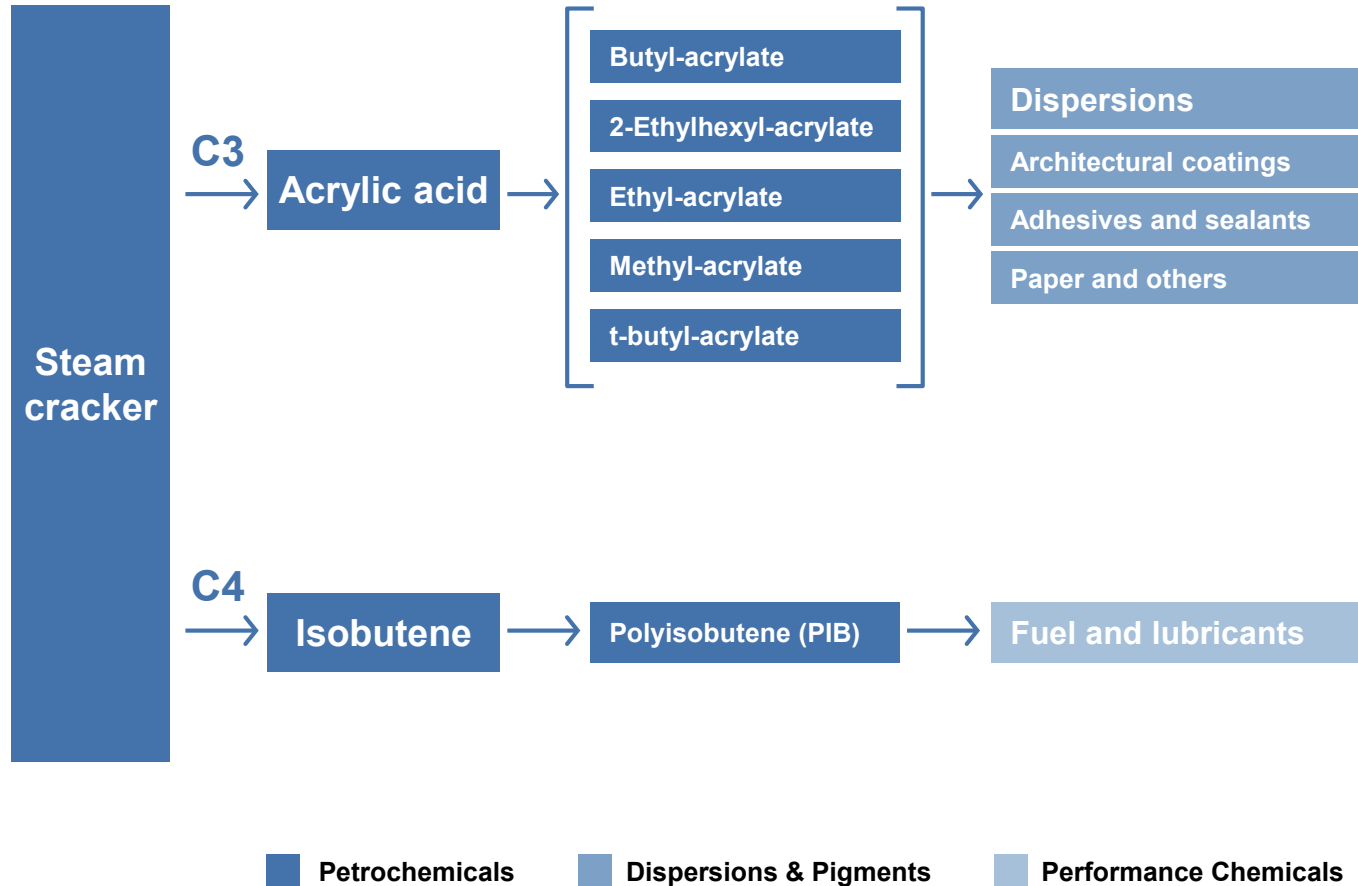 Steam
cracker
C3
Acrylic acid
Butyl-acrylate
2-Ethylhexyl-acrylate
Ethyl-acrylate
Methyl-acrylate
t-butyl-acrylate
Dispersions
Architectural coatings
Adhesives and sealants
Paper and others
C4
Isobutene
Polyisobutene (PIB)
Fuel and lubricants
Petrochemicals
Dispersions & Pigments
Performance Chemicals